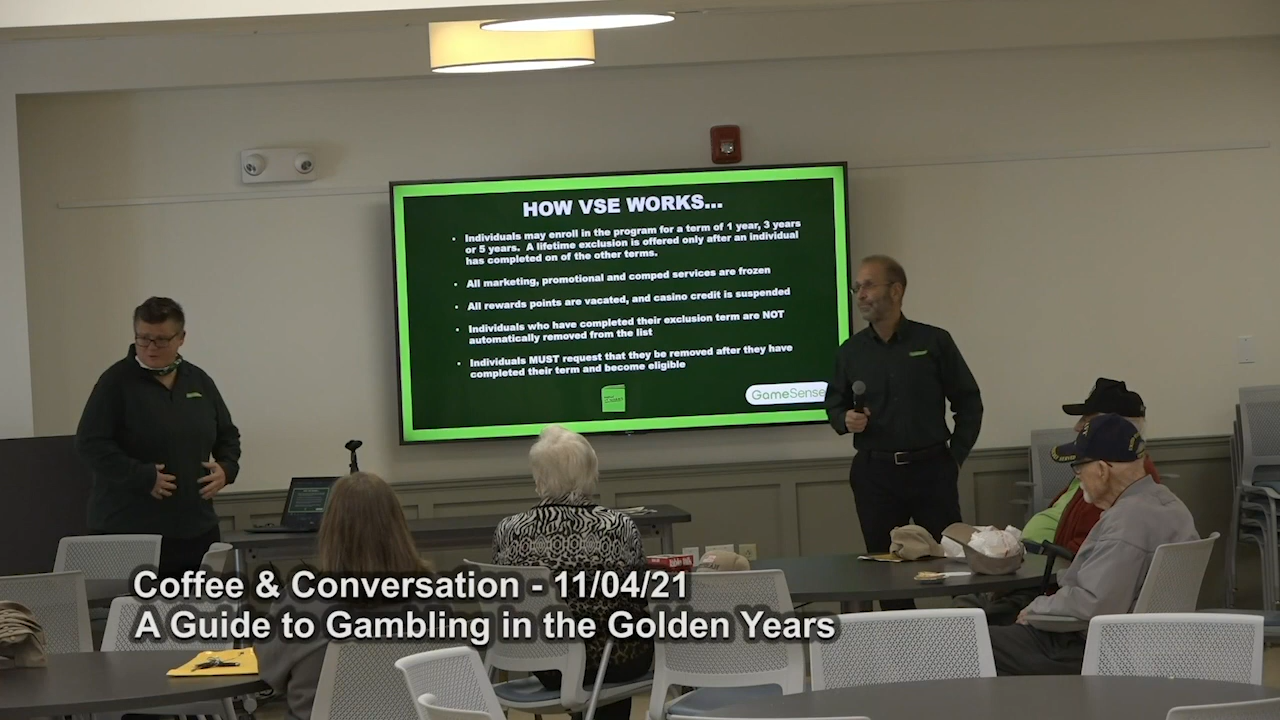 HOW VSE WORKS...
• Individuals may enroll in the program for a term of 1 year, 3 years
or 5 years. A lifetime exclusion is offered only after an individual
has completed on of the other terms.
• All marketing, promotional and comped services are frozen
• All rewards points are vacated, and casino credit is suspended
• Individuals who have completed their exclusion term are NOT
automatically removed from the list
• Individuals MUST request that they be removed after they have
completed their term and become eligible
GameSense
Coffee & Conversation - 11/04/21
A Guide to Gambling in the Golden Years